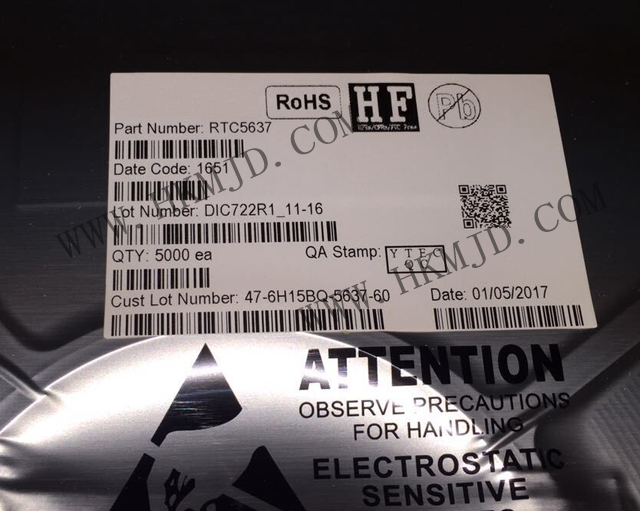 RoHS
HF
Pb
Part Number: RTC5637
Date Code: 1651
Lot Number: DIC722R1_11-16
QTY: 5000 ea
QA Stamp:
Cust Lot Number: 47-6H15BQ-5637-60
Date: 01/05/2017
WWW.HKMJD.COM
WWW.HKMJD.COM
ATTENTION
OBSERVE PRECAUTIONS
FOR HANDLING
ELECTROSTATIC
SENSITIVE